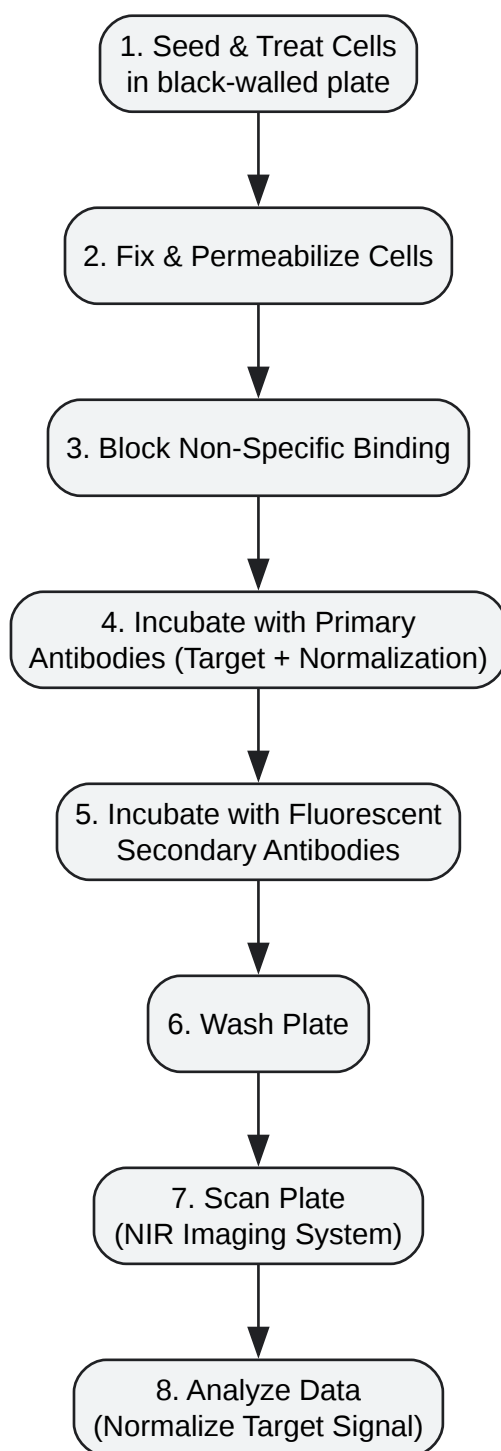 1. Seed & Treat Cells
in black-walled plate
2. Fix & Permeabilize Cells
3. Block Non-Specific Binding
4. Incubate with Primary
Antibodies (Target + Normalization)
5. Incubate with Fluorescent
Secondary Antibodies
6. Wash Plate
7. Scan Plate
(NIR Imaging System)
8. Analyze Data
(Normalize Target Signal)